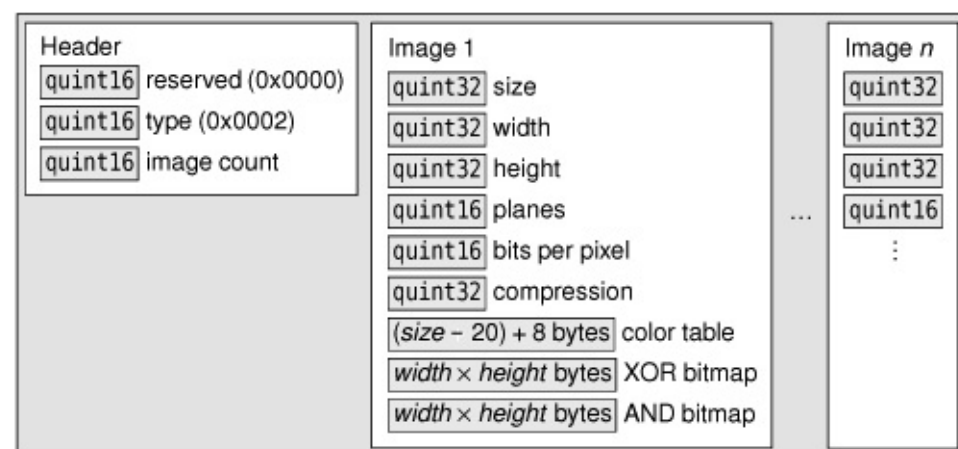 Header
quint16 reserved (0x0000)
quint16 type (0x0002)
quint16 image count
Image 1
quint32 size
quint32 width
quint32 height
quint16 planes
quint16 bits per pixel
quint32 compression
(size − 20) + 8 bytes color table
width × height bytes XOR bitmap
width × height bytes AND bitmap
...
Image n
quint32
quint32
quint32
quint16
⋮